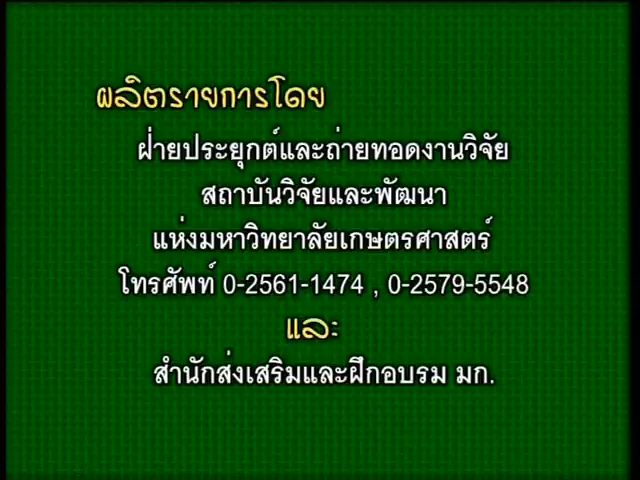 ผลิตรายการโดย
ฝ่ายประยุกต์และถ่ายทอดงานวิจัย
สถาบันวิจัยและพัฒนา
แห่งมหาวิทยาลัยเกษตรศาสตร์
โทรศัพท์ 0-2561-1474 , 0-2579-5548
และ
สำนักส่งเสริมและฝึกอบรม มก.